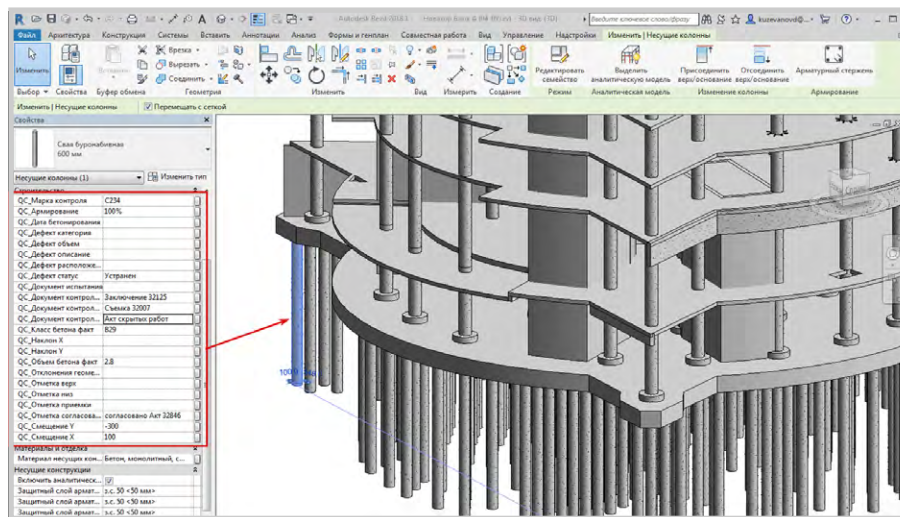 Autodesk Revit 2018.3 -
Введите ключевое слово/фразу
kuzevanovd@...
Файл Архитектура Конструкция Системы Вставить Аннотации Анализ Формы и генплан Совместная работа Вид Управление Надстройки Изменить | Несущие колонны
Изменить
Врезка
Вырезать
Соединить
Редактировать семейство
Выделить аналитическую модель
Присоединить верх/основание
Отсоединить верх/основание
Арматурный стержень
Выбор Свойства Буфер обмена Геометрия Изменить Вид Измерить Создание Режим Аналитическая модель Изменение колонны Армирование
Изменить | Несущие колонны Перемещать с сеткой
Свойства
Свая буронабивная
600 мм
Несущие колонны (1) Изменить тип
Строительство
QC_Марка контроля С234
QC_Армирование 100%
QC_Дата бетонирования
QC_Дефект категория
QC_Дефект объем
QC_Дефект описание
QC_Дефект расположе...
QC_Дефект статус Устранен
QC_Документ испытания
QC_Документ контрол... Заключение 32125
QC_Документ контрол... Съемка 32007
QC_Документ контрол... Акт скрытых работ
QC_Класс бетона факт B29
QC_Наклон X
QC_Наклон Y
QC_Объем бетона факт 2.8
QC_Отклонения геоме...
QC_Отметка верх
QC_Отметка низ
QC_Отметка приемки
QC_Отметка согласова... согласовано Акт 32846
QC_Смещение Y -300
QC_Смещение X 100
Материалы и отделка
Материал несущих кон... Бетон, монолитный, с...
Несущие конструкции
Включить аналитическ...
Защитный слой армат... з.с. 50 <50 мм>
Защитный слой армат... з.с. 50 <50 мм>
Защитный слой армат... з.с. 50 <50 мм>